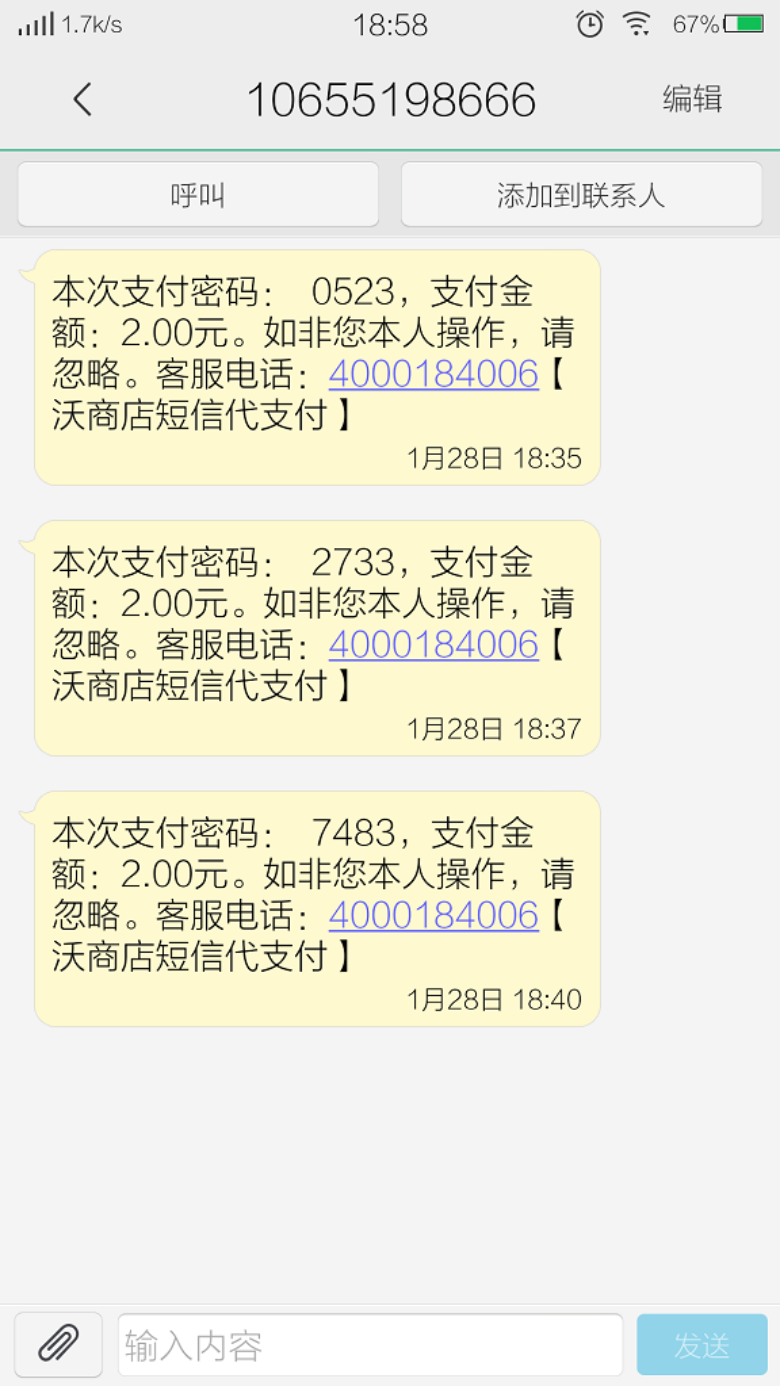 1.7k/s 18:58 67%
10655198666 编辑
呼叫 添加到联系人
本次支付密码： 0523，支付金
额：2.00元。如非您本人操作，请
忽略。客服电话：4000184006【
沃商店短信代支付】
1月28日 18:35
本次支付密码： 2733，支付金
额：2.00元。如非您本人操作，请
忽略。客服电话：4000184006【
沃商店短信代支付】
1月28日 18:37
本次支付密码： 7483，支付金
额：2.00元。如非您本人操作，请
忽略。客服电话：4000184006【
沃商店短信代支付】
1月28日 18:40
输入内容 发送